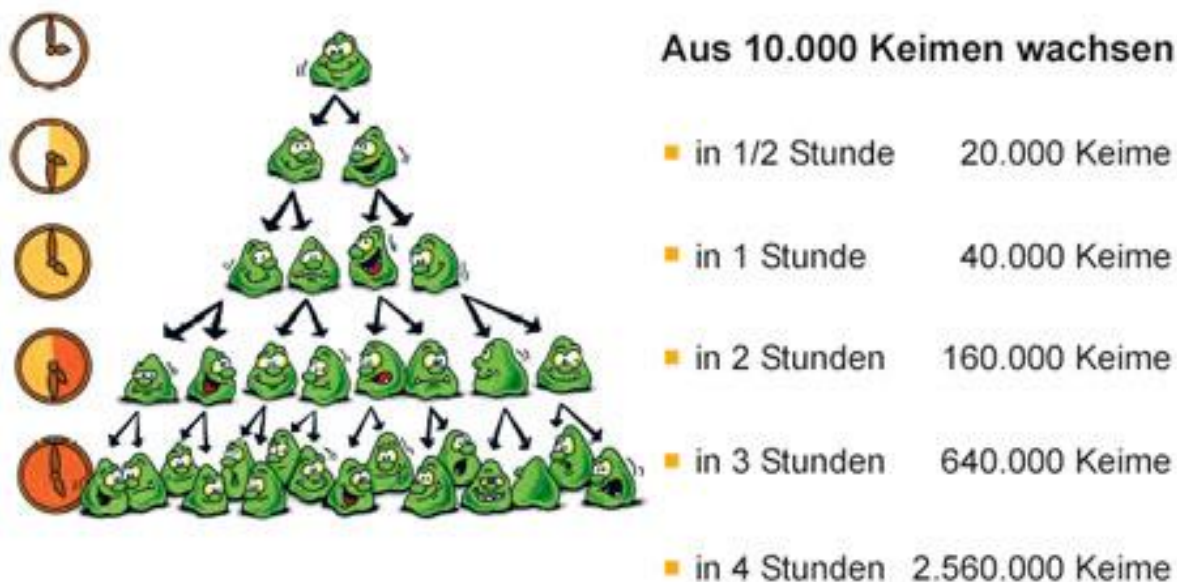 Aus 10.000 Keimen wachsen
in 1/2 Stunde 20.000 Keime
in 1 Stunde 40.000 Keime
in 2 Stunden 160.000 Keime
in 3 Stunden 640.000 Keime
in 4 Stunden 2.560.000 Keime